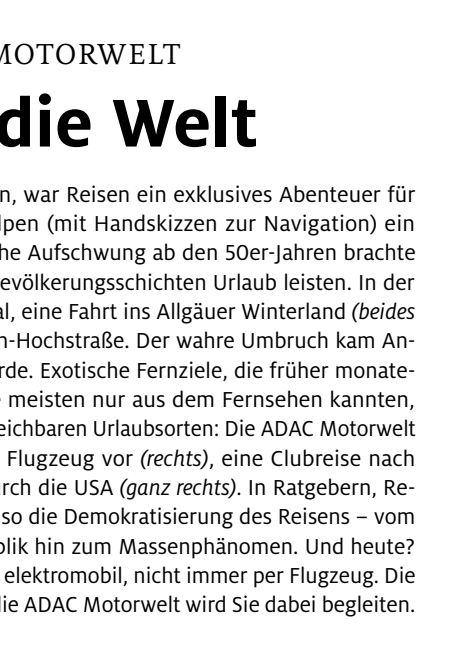 MOTORWELT
die Welt
n, war Reisen ein exklusives Abenteuer für
lpen (mit Handskizzen zur Navigation) ein
he Aufschwung ab den 50er-Jahren brachte
evölkerungsschichten Urlaub leisten. In der
al, eine Fahrt ins Allgäuer Winterland (beides
n-Hochstraße. Der wahre Umbruch kam An-
rde. Exotische Fernziele, die früher monate-
meisten nur aus dem Fernsehen kannten,
eichbaren Urlaubsorten: Die ADAC Motorwelt
Flugzeug vor (rechts), eine Clubreise nach
urch die USA (ganz rechts). In Ratgebern, Re-
so die Demokratisierung des Reisens – vom
blik hin zum Massenphänomen. Und heute?
elektromobil, nicht immer per Flugzeug. Die
die ADAC Motorwelt wird Sie dabei begleiten.